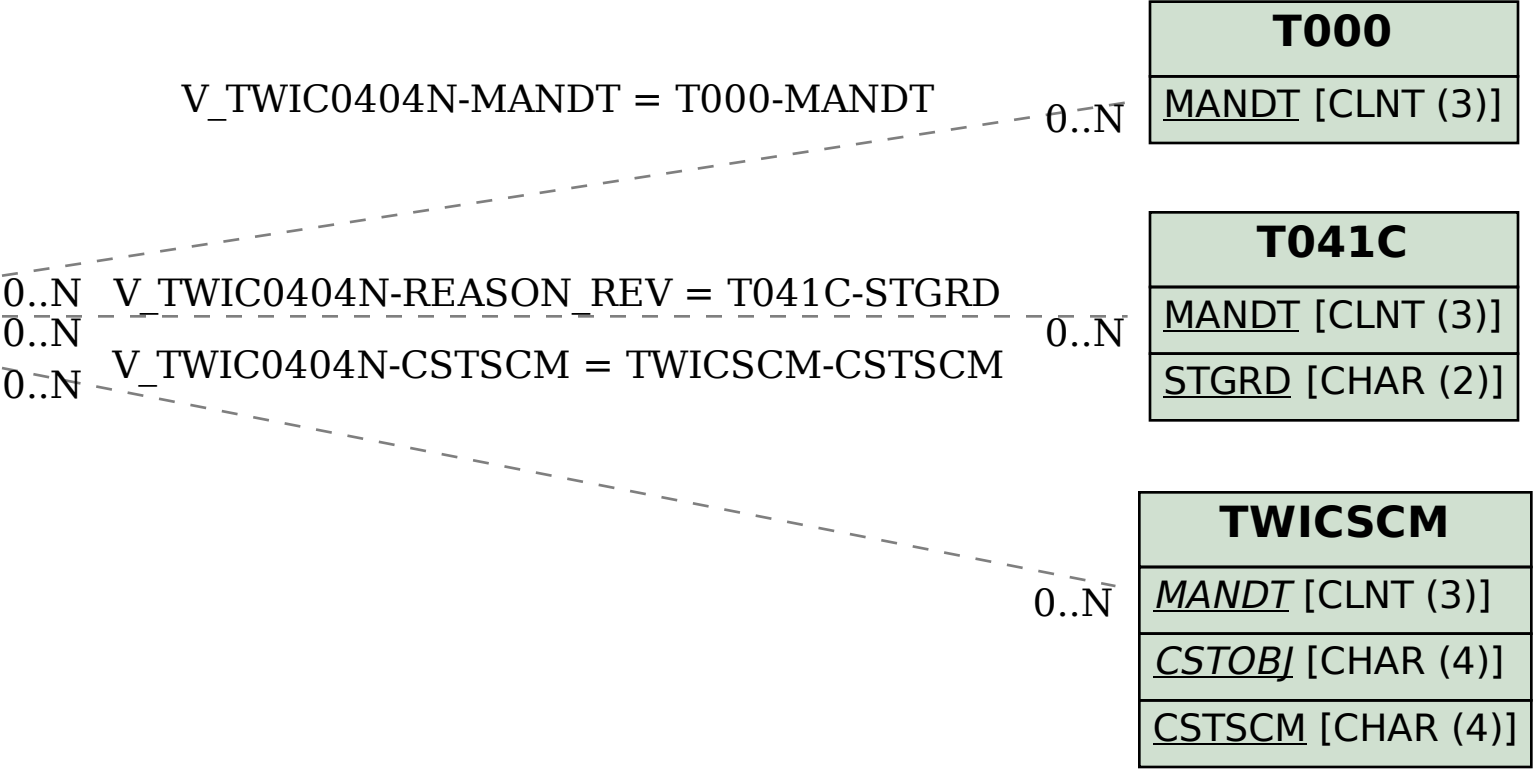 T000
MANDT [CLNT (3)]
V_TWIC0404N-MANDT = T000-MANDT
0..N
T041C
MANDT [CLNT (3)]
STGRD [CHAR (2)]
0..N
V_TWIC0404N-REASON_REV = T041C-STGRD
0..N
0..N
V_TWIC0404N-CSTSCM = TWICSCM-CSTSCM
0..N
TWICSCM
MANDT [CLNT (3)]
CSTOBJ [CHAR (4)]
CSTSCM [CHAR (4)]
0..N